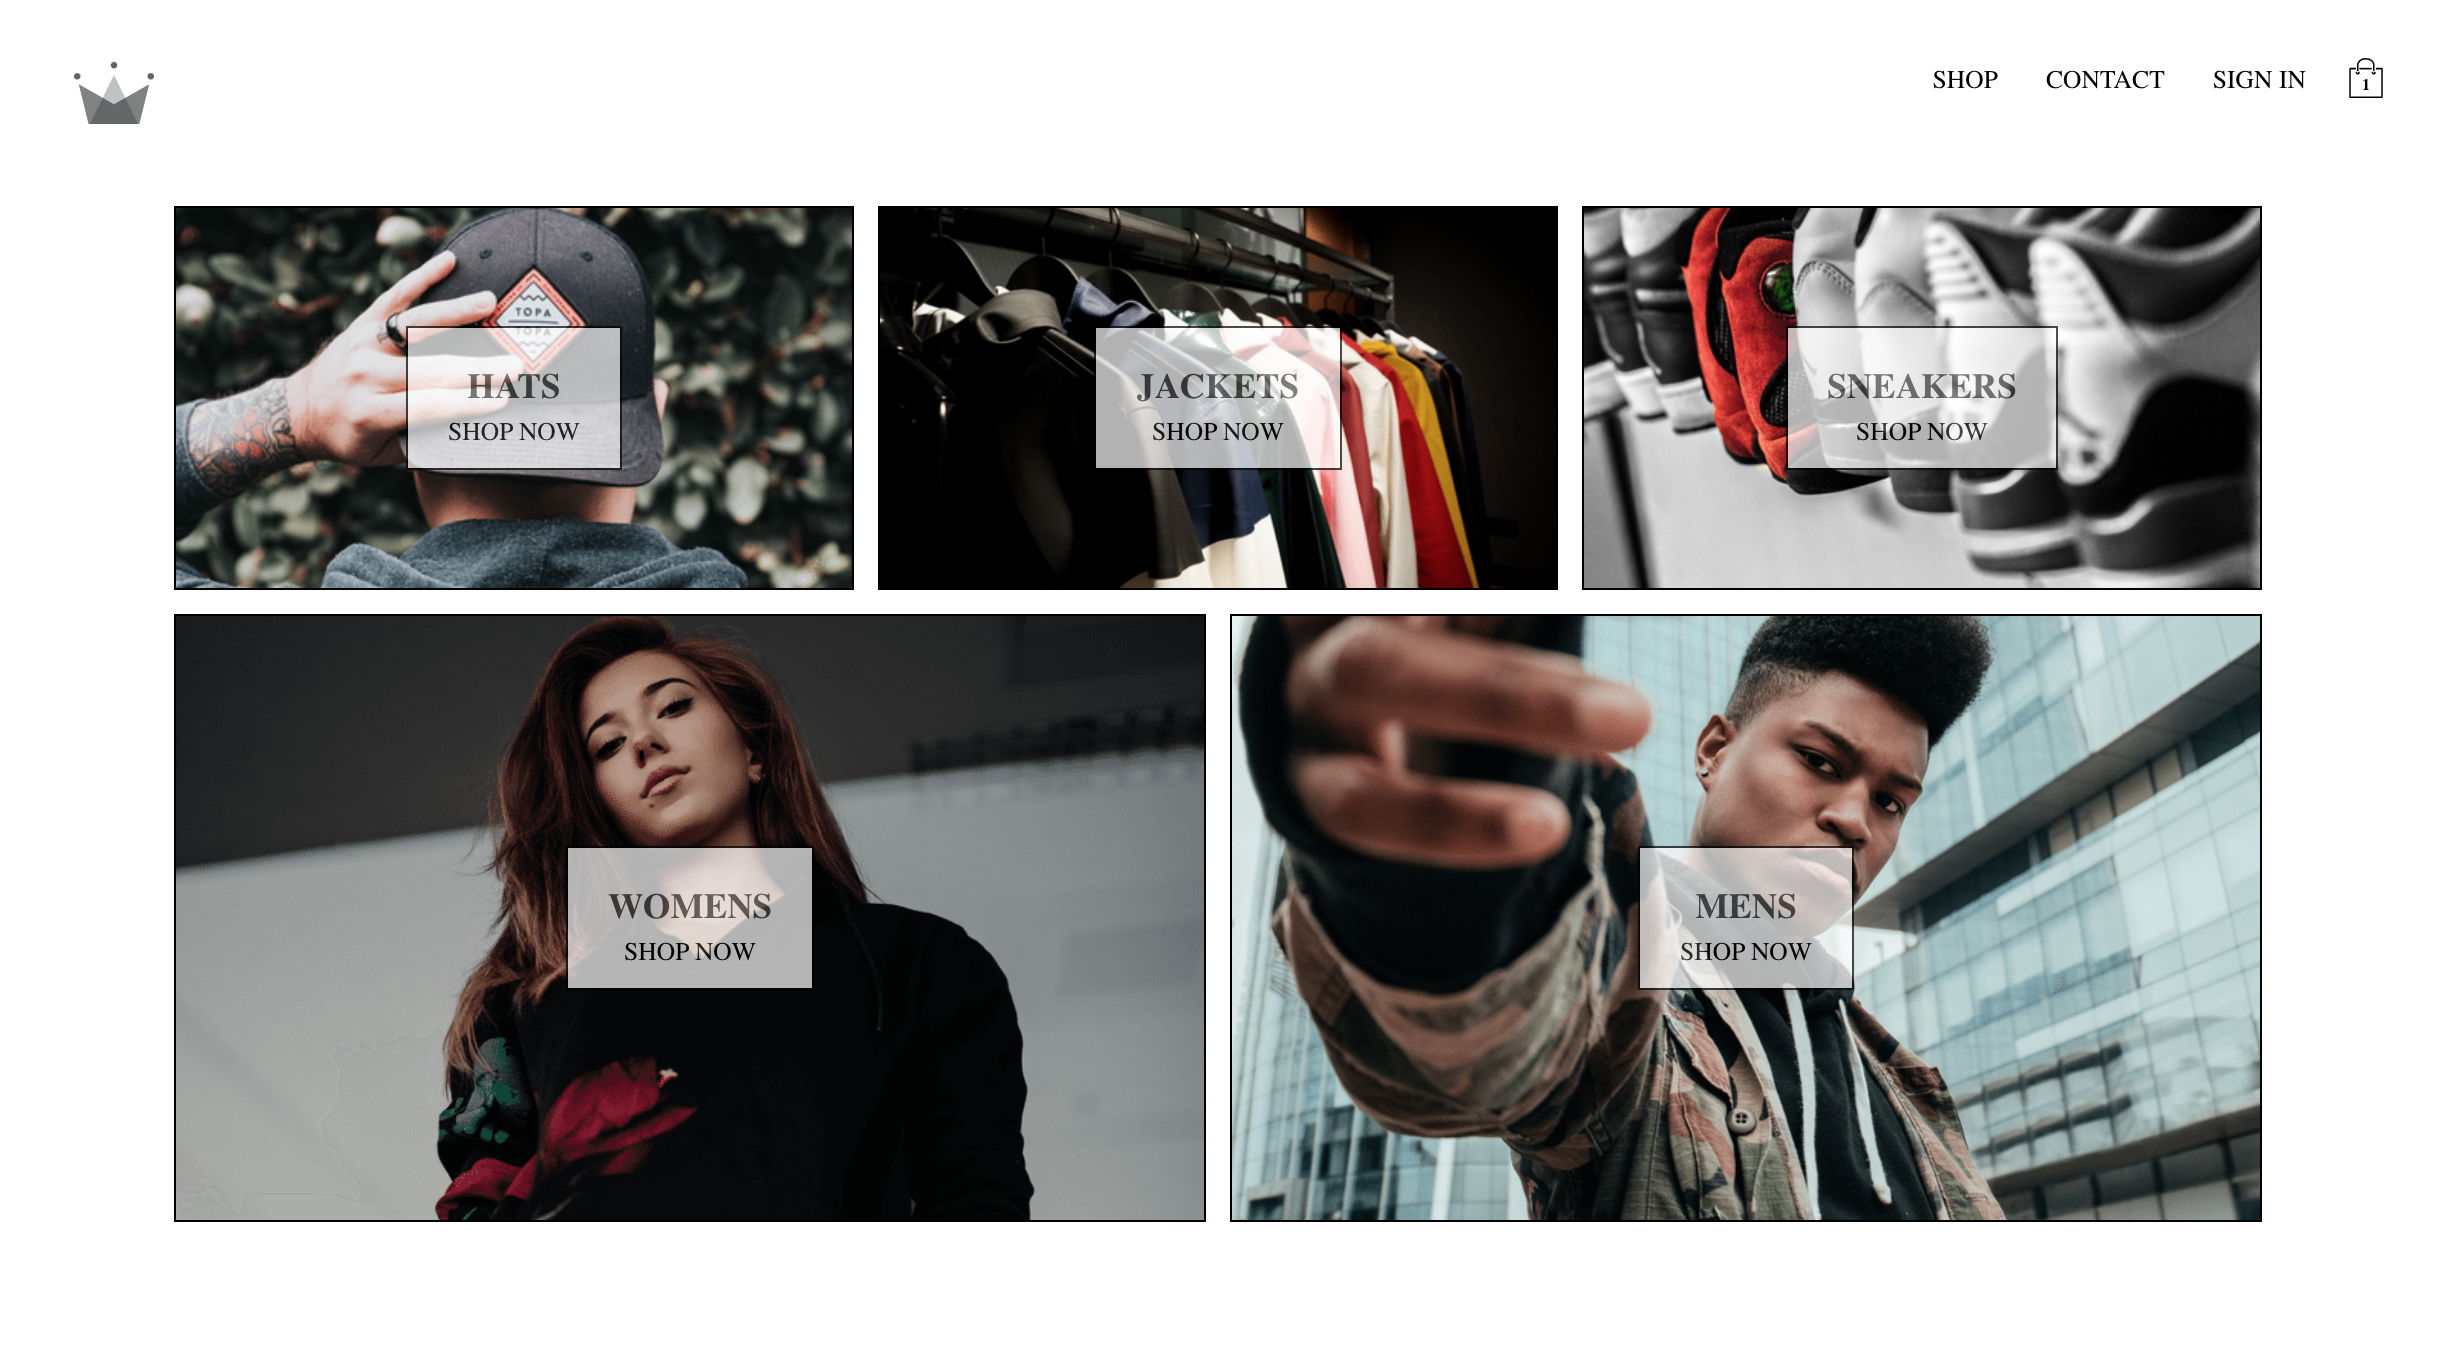 SHOP CONTACT SIGN IN 1
TOPA
TOPA
HATS
SHOP NOW
JACKETS
SHOP NOW
SNEAKERS
SHOP NOW
WOMENS
SHOP NOW
MENS
SHOP NOW